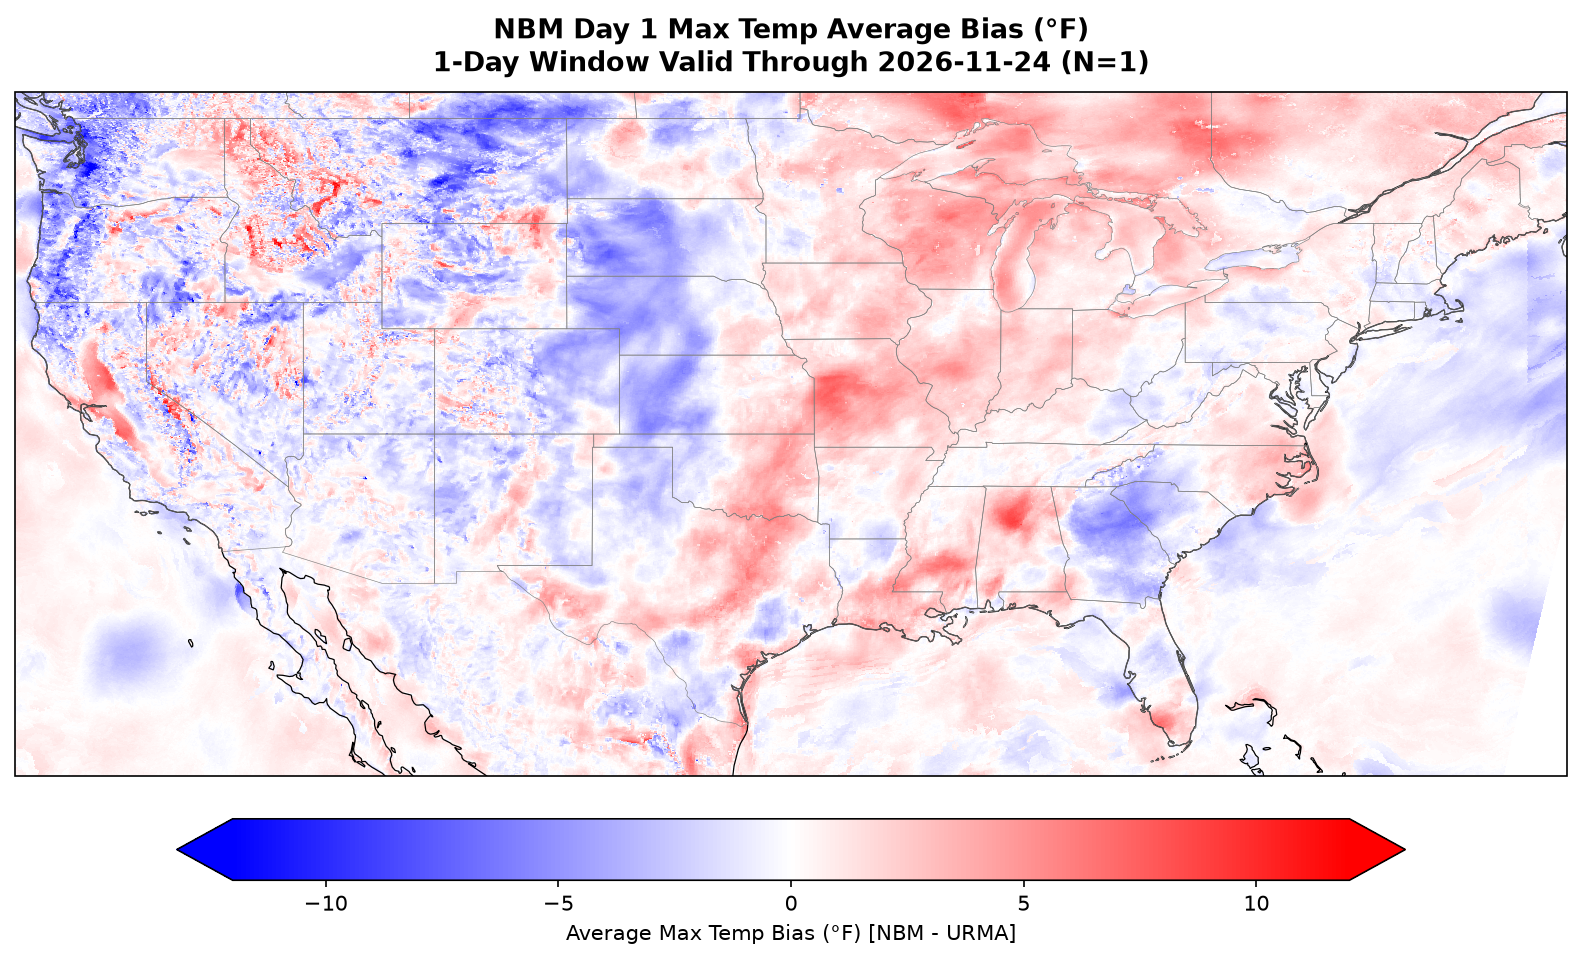 NBM Day 1 Max Temp Average Bias (°F)
1-Day Window Valid Through 2026-11-24 (N=1)
−10 −5 0 5 10
Average Max Temp Bias (°F) [NBM - URMA]